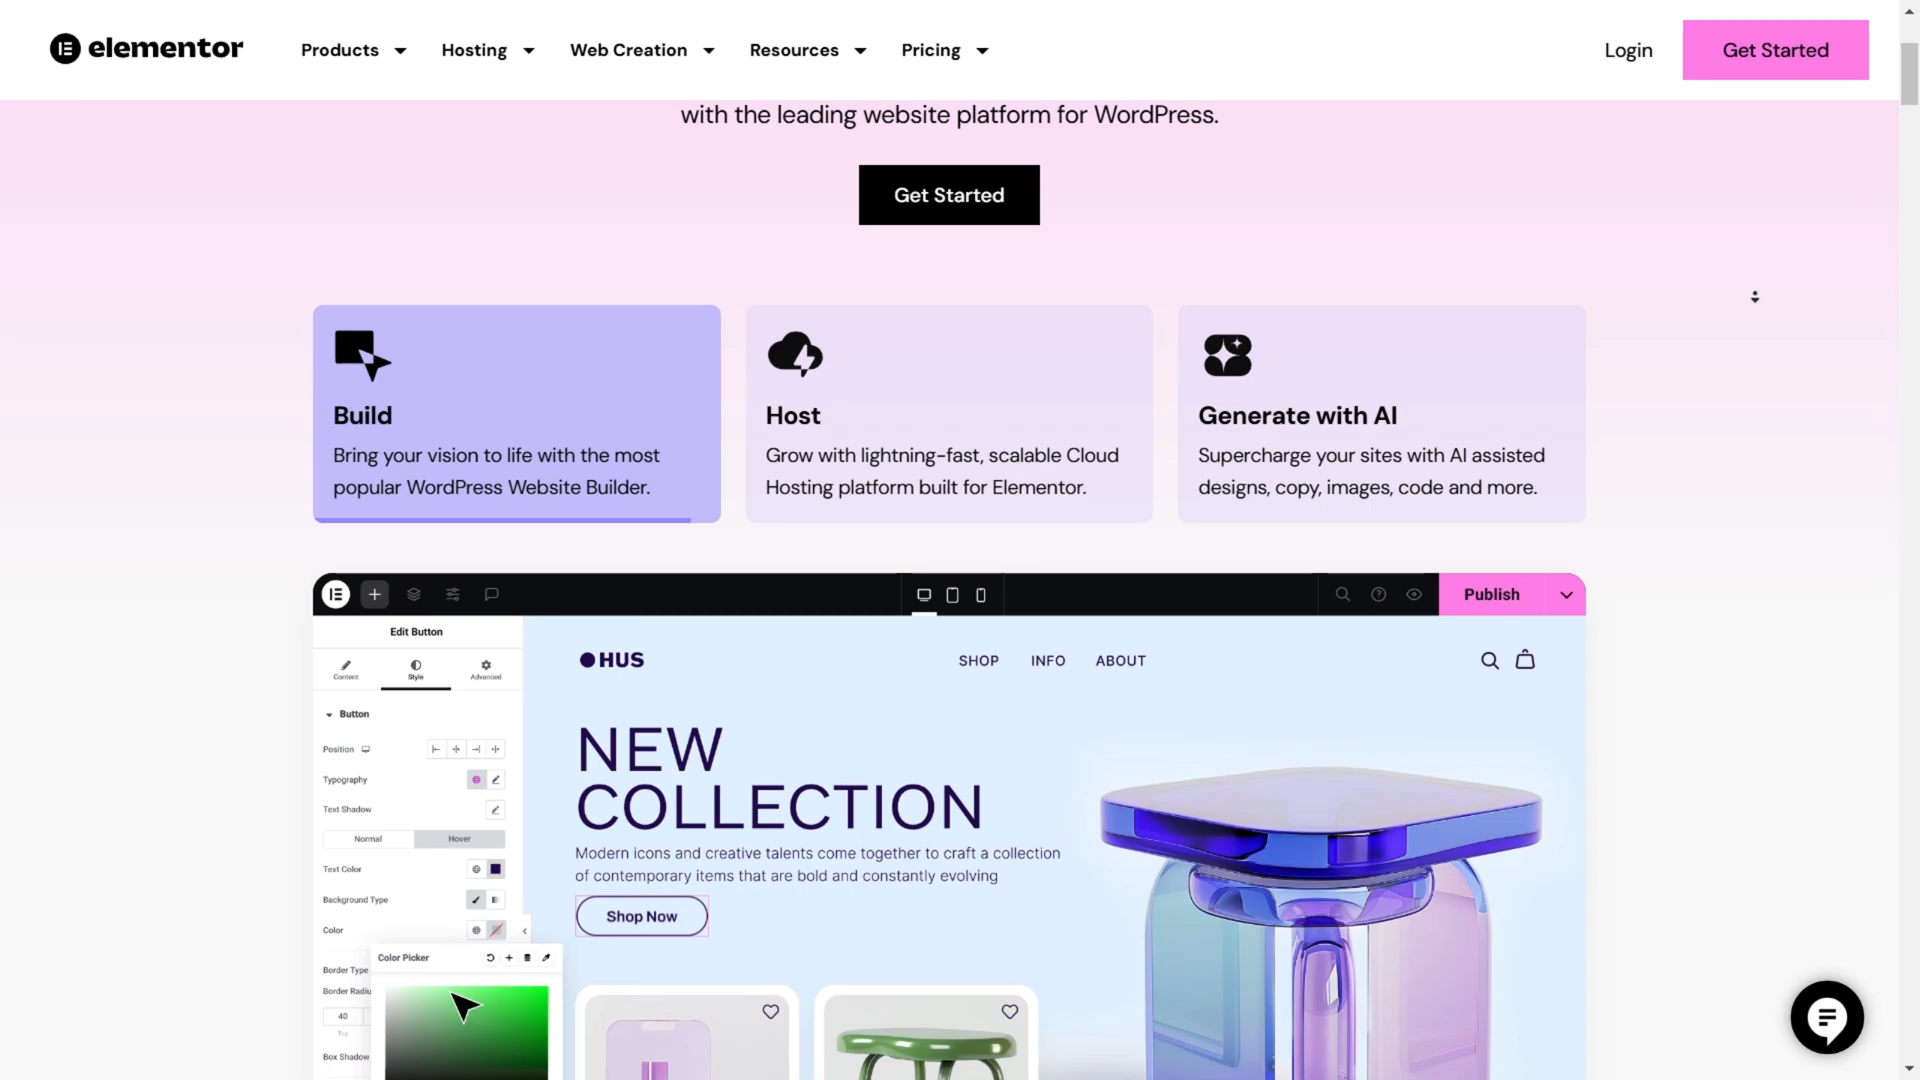 elementor
Products
Hosting
Web Creation
Resources
Pricing
Login
Get Started
with the leading website platform for WordPress.
Get Started
Build
Bring your vision to life with the most
popular WordPress Website Builder.
Host
Grow with lightning-fast, scalable Cloud
Hosting platform built for Elementor.
Generate with AI
Supercharge your sites with AI assisted
designs, copy, images, code and more.
Publish
Edit Button
Content
Style
Advanced
Button
Position
Typography
Text Shadow
Normal
Hover
Text Color
Background Type
Color
Color Picker
Border Type
Border Radiu
40
Top
Box Shadow
HUS
SHOP
INFO
ABOUT
NEW
COLLECTION
Modern icons and creative talents come together to craft a collection
of contemporary items that are bold and constantly evolving
Shop Now